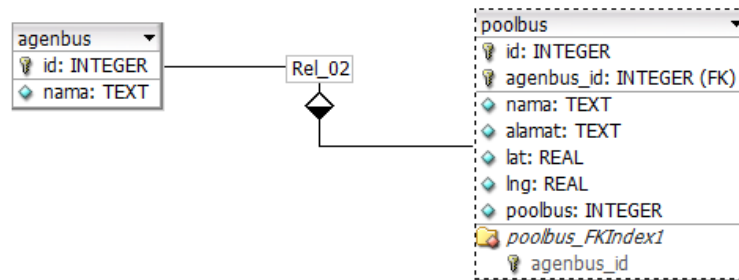 agenbus
id: INTEGER
nama: TEXT
Rel_02
poolbus
id: INTEGER
agenbus_id: INTEGER (FK)
nama: TEXT
alamat: TEXT
lat: REAL
lng: REAL
poolbus: INTEGER
poolbus_FKIndex1
agenbus_id